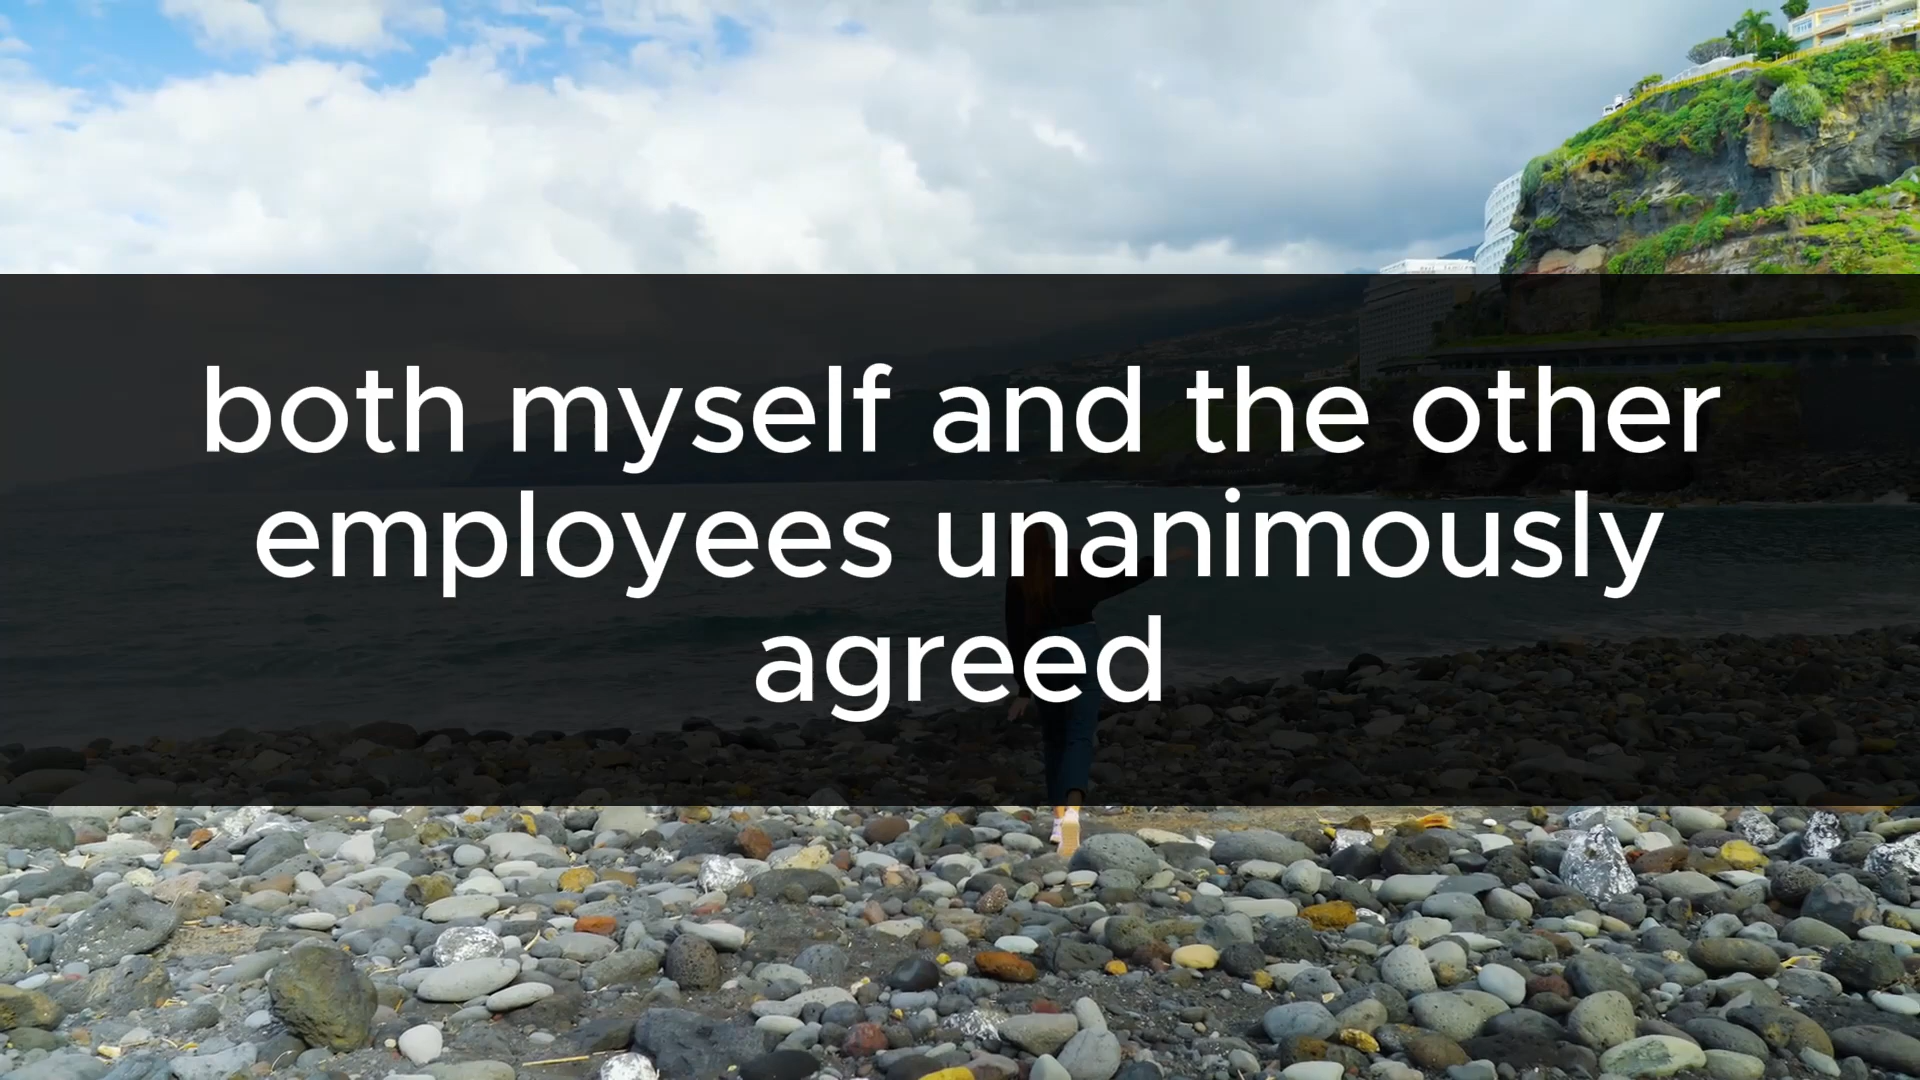 both myself and the other
employees unanimously
agreed